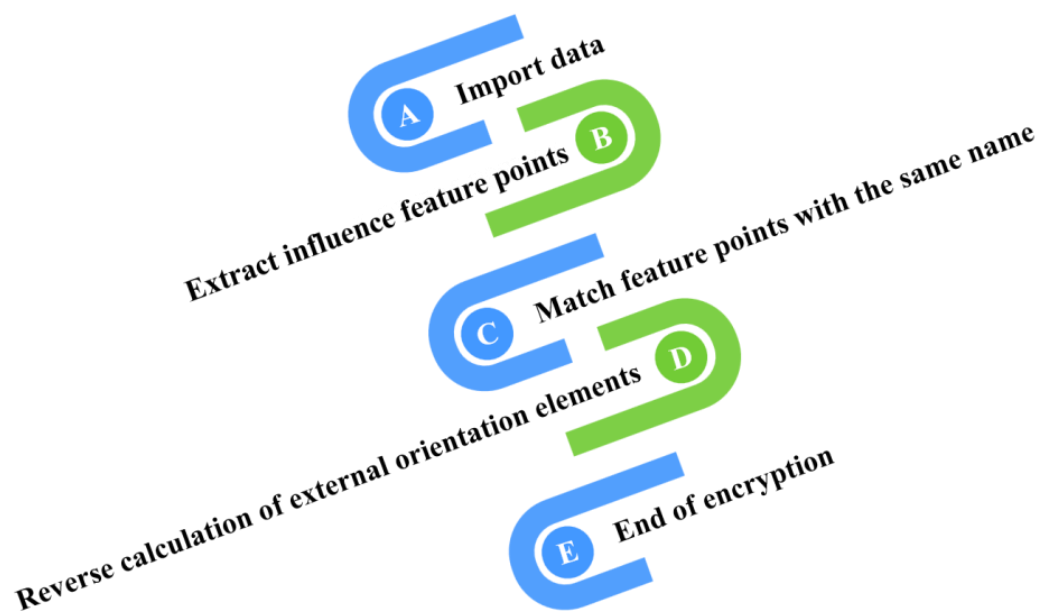 A
Import data
B
Extract influence feature points
C
Match feature points with the same name
D
Reverse calculation of external orientation elements
E
End of encryption